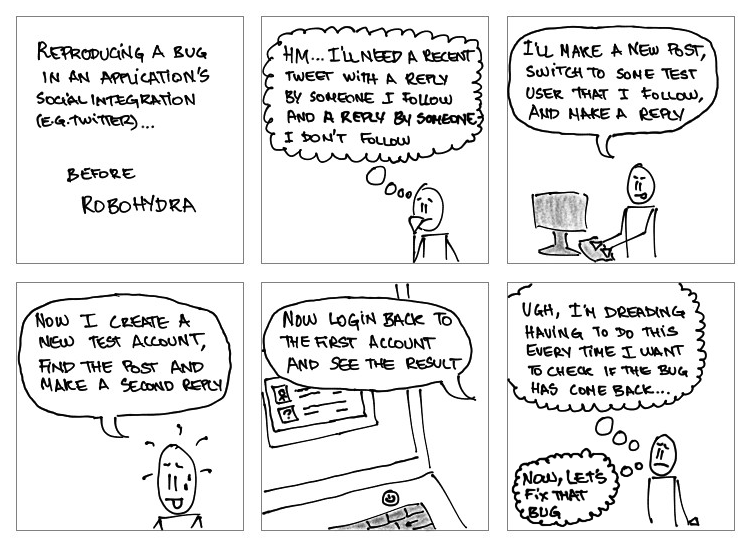 REPRODUCING A BUG
IN AN APPLICATION'S
SOCIAL INTEGRATION
(E.G. TWITTER)...
BEFORE
ROBOHYDRA
HM... I'LL NEED A RECENT
TWEET WITH A REPLY
BY SOMEONE I FOLLOW
AND A REPLY BY SOMEONE
I DON'T FOLLOW
I'LL MAKE A NEW POST,
SWITCH TO SOME TEST
USER THAT I FOLLOW,
AND MAKE A REPLY
NOW I CREATE A
NEW TEST ACCOUNT,
FIND THE POST AND
MAKE A SECOND REPLY
NOW LOGIN BACK TO
THE FIRST ACCOUNT
AND SEE THE RESULT
?
UGH, I'M DREADING
HAVING TO DO THIS
EVERY TIME I WANT
TO CHECK IF THE BUG
HAS COME BACK...
NOW, LET'S
FIX THAT
BUG